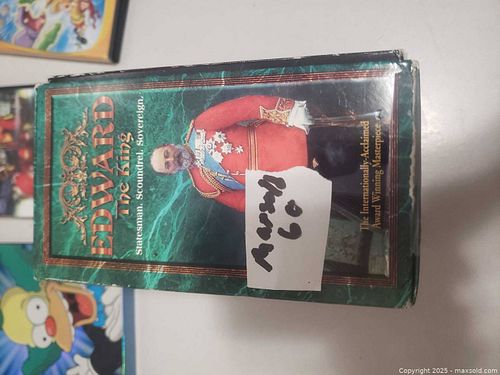 EDWARD
The King
Statesman. Scoundrel. Sovereign.
The Internationally-Acclaimed
Award Winning Masterpiece
Copyright © 2025 - maxsold.com